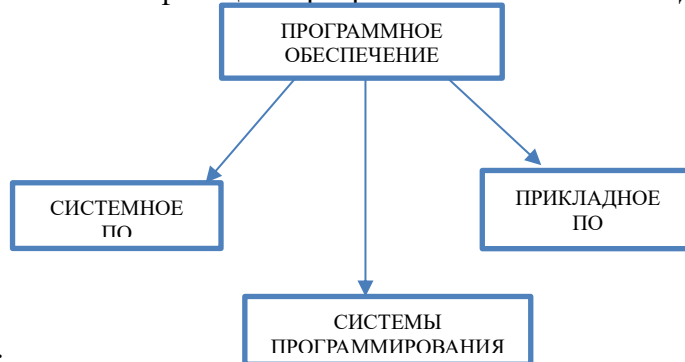 ПРОГРАММНОЕ
ОБЕСПЕЧЕНИЕ
СИСТЕМНОЕ
ПО
ПРИКЛАДНОЕ
ПО
СИСТЕМЫ
ПРОГРАММИРОВАНИЯ
.